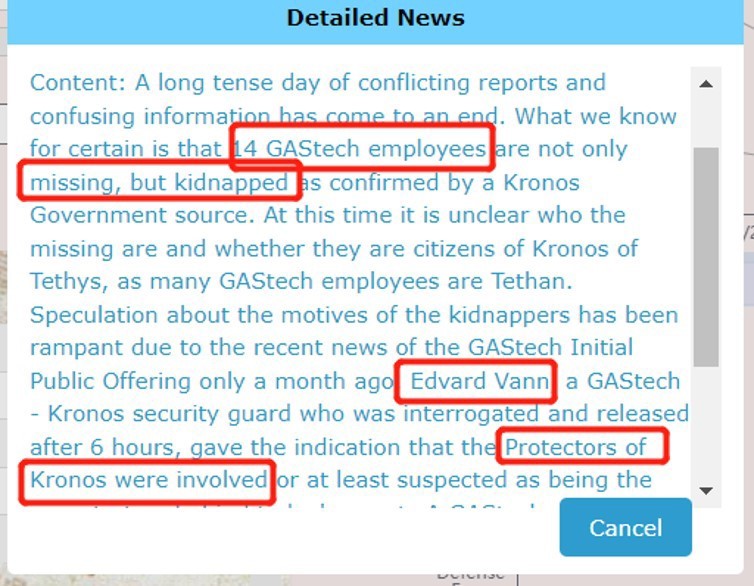 Detailed News
Content: A long tense day of conflicting reports and
confusing information has come to an end. What we know
for certain is that 14 GAStech employees are not only
missing, but kidnapped as confirmed by a Kronos
Government source. At this time it is unclear who the
missing are and whether they are citizens of Kronos of
Tethys, as many GAStech employees are Tethan.
Speculation about the motives of the kidnappers has been
rampant due to the recent news of the GAStech Initial
Public Offering only a month ago Edvard Vann a GAStech
- Kronos security guard who was interrogated and released
after 6 hours, gave the indication that the Protectors of
Kronos were involved or at least suspected as being the
Cancel